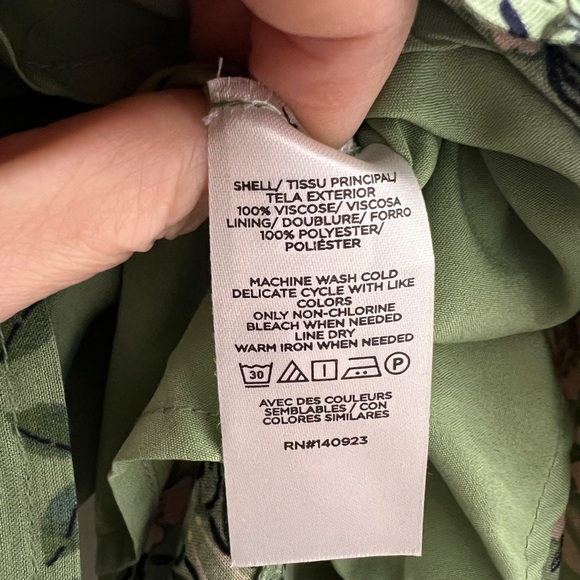 SHELL/ TISSU PRINCIPAL/
TELA EXTERIOR
100% VISCOSE/ VISCOSA
LINING/ DOUBLURE/ FORRO
100% POLYESTER/
POLIÉSTER
MACHINE WASH COLD
DELICATE CYCLE WITH LIKE
COLORS
ONLY NON-CHLORINE
BLEACH WHEN NEEDED
LINE DRY
WARM IRON WHEN NEEDED
30 P
AVEC DES COULEURS
SEMBLABLES / CON
COLORES SIMILARES
RN#140923